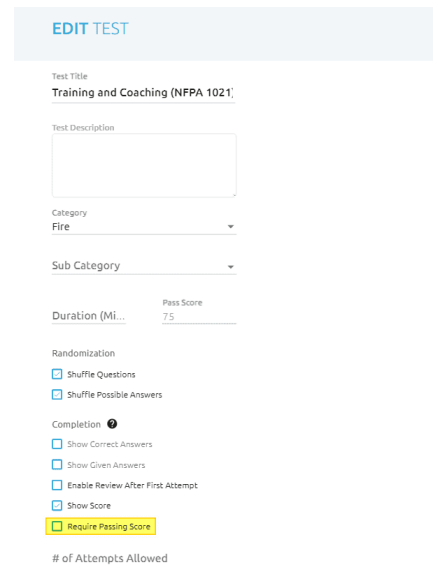 EDIT TEST
Test Title
Training and Coaching (NFPA 1021)
Test Description
Category
Fire
Sub Category
Pass Score
Duration (Mi...
75
Randomization
Shuffle Questions
Shuffle Possible Answers
Completion ?
Show Correct Answers
Show Given Answers
Enable Review After First Attempt
Show Score
Require Passing Score
# of Attempts Allowed